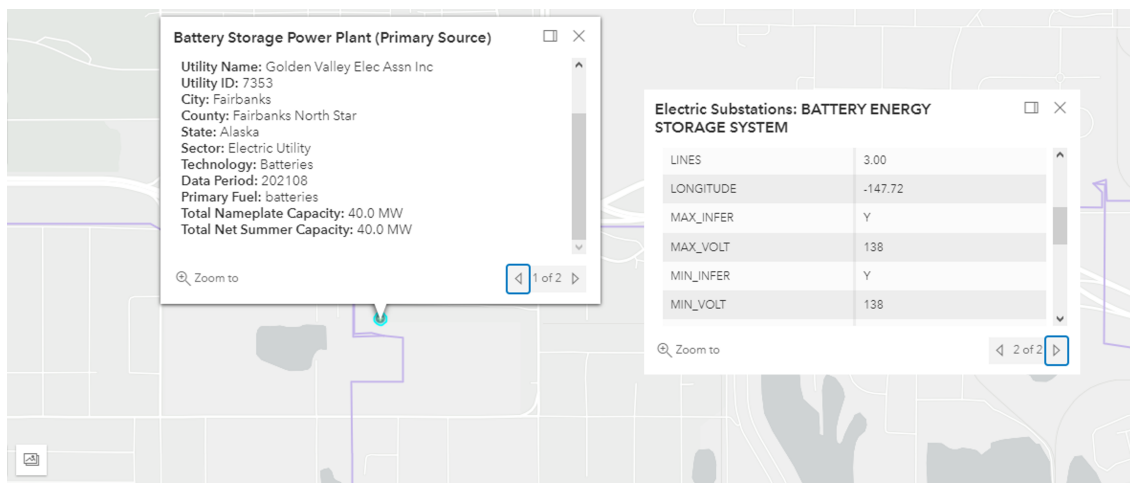 Battery Storage Power Plant (Primary Source)
Utility Name: Golden Valley Elec Assn Inc
Utility ID: 7353
City: Fairbanks
County: Fairbanks North Star
State: Alaska
Sector: Electric Utility
Technology: Batteries
Data Period: 202108
Primary Fuel: batteries
Total Nameplate Capacity: 40.0 MW
Total Net Summer Capacity: 40.0 MW
Zoom to
1 of 2
Electric Substations: BATTERY ENERGY
STORAGE SYSTEM
LINES 3.00
LONGITUDE -147.72
MAX_INFER Y
MAX_VOLT 138
MIN_INFER Y
MIN_VOLT 138
Zoom to
2 of 2